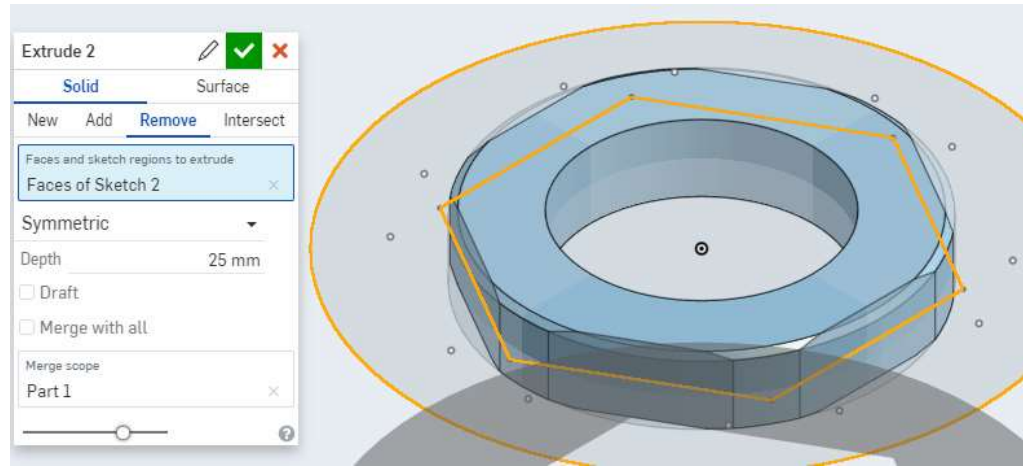 Extrude 2
Solid Surface
New Add Remove Intersect
Faces and sketch regions to extrude
Faces of Sketch 2
Symmetric
Depth 25 mm
Draft
Merge with all
Merge scope
Part 1